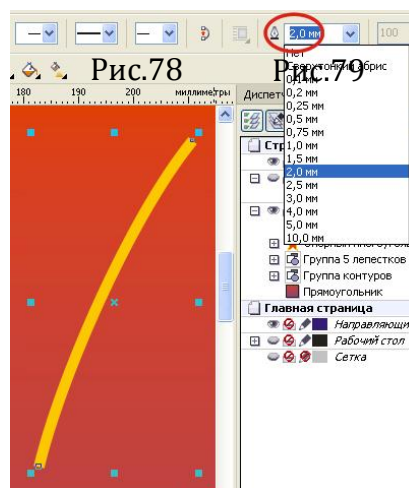 2,0 мм 100
Рис.78 Рис.79
Нет
Сверхтонкий абрис
0,1 мм
180 190 200 миллиметры
Диспетч
0,2 мм
0,25 мм
0,5 мм
0,75 мм
Стр 1,0 мм
1,5 мм
2,0 мм
2,5 мм
3,0 мм
4,0 мм
5,0 мм
10,0 мм
Группа 5 лепестков
Группа контуров
Прямоугольник
Главная страница
Направляющи
Рабочий стол
Сетка